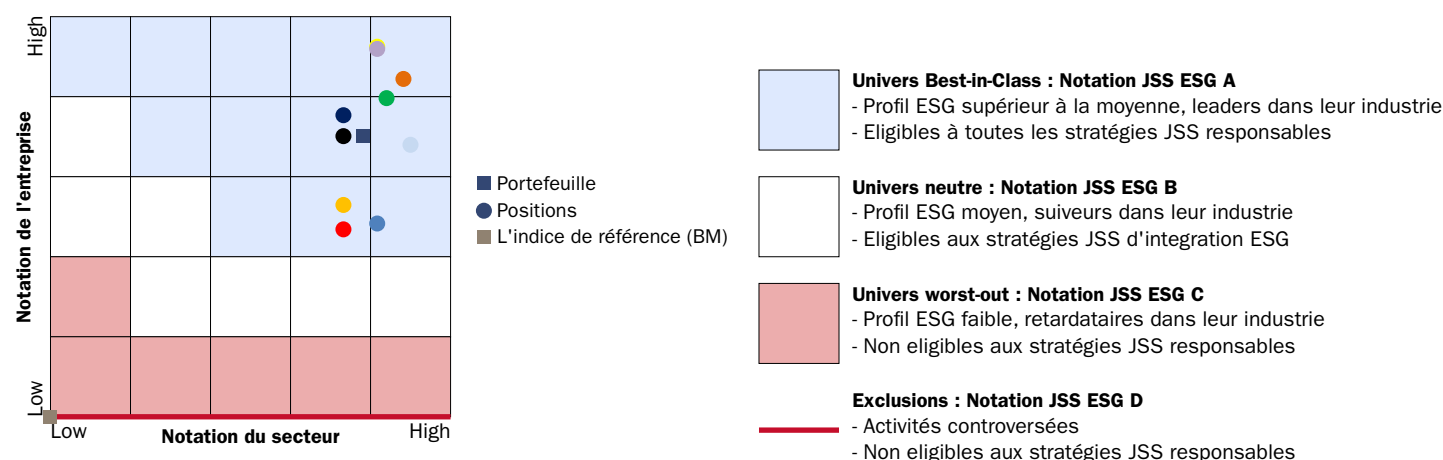 High
Notation de l'entreprise
Low
Low
Notation du secteur
High
Portefeuille
Positions
L'indice de référence (BM)
Univers Best-in-Class : Notation JSS ESG A
- Profil ESG supérieur à la moyenne, leaders dans leur industrie
- Eligibles à toutes les stratégies JSS responsables
Univers neutre : Notation JSS ESG B
- Profil ESG moyen, suiveurs dans leur industrie
- Eligibles aux stratégies JSS d'integration ESG
Univers worst-out : Notation JSS ESG C
- Profil ESG faible, retardataires dans leur industrie
- Non eligibles aux stratégies JSS responsables
Exclusions : Notation JSS ESG D
- Activités controversées
- Non eligibles aux stratégies JSS responsables